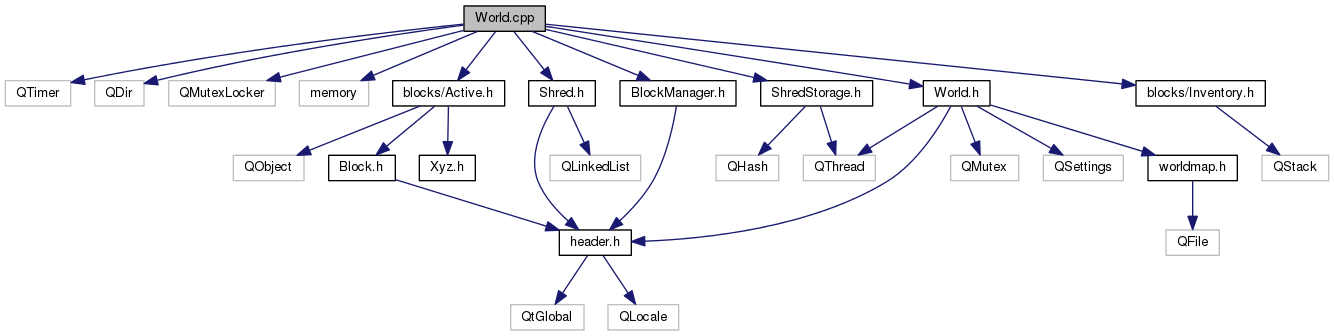 World.cpp
QTimer
QDir
QMutexLocker
memory
blocks/Active.h
Shred.h
BlockManager.h
ShredStorage.h
World.h
blocks/Inventory.h
QObject
Block.h
Xyz.h
QLinkedList
QHash
QThread
QMutex
QSettings
worldmap.h
QStack
header.h
QFile
QtGlobal
QLocale